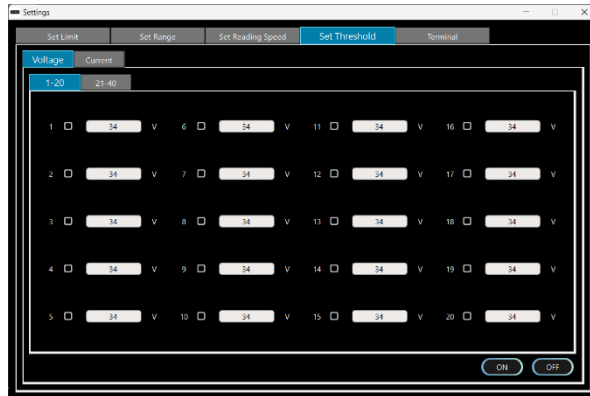 Settings
Set Limit Set Range Set Reading Speed Set Threshold Terminal
Voltage Current
1-20 21-40
1 34 V 6 34 V 11 34 V 16 34 V
2 34 V 7 34 V 12 34 V 17 34 V
3 34 V 8 34 V 13 34 V 18 34 V
4 34 V 9 34 V 14 34 V 19 34 V
5 34 V 10 34 V 15 34 V 20 34 V
ON OFF